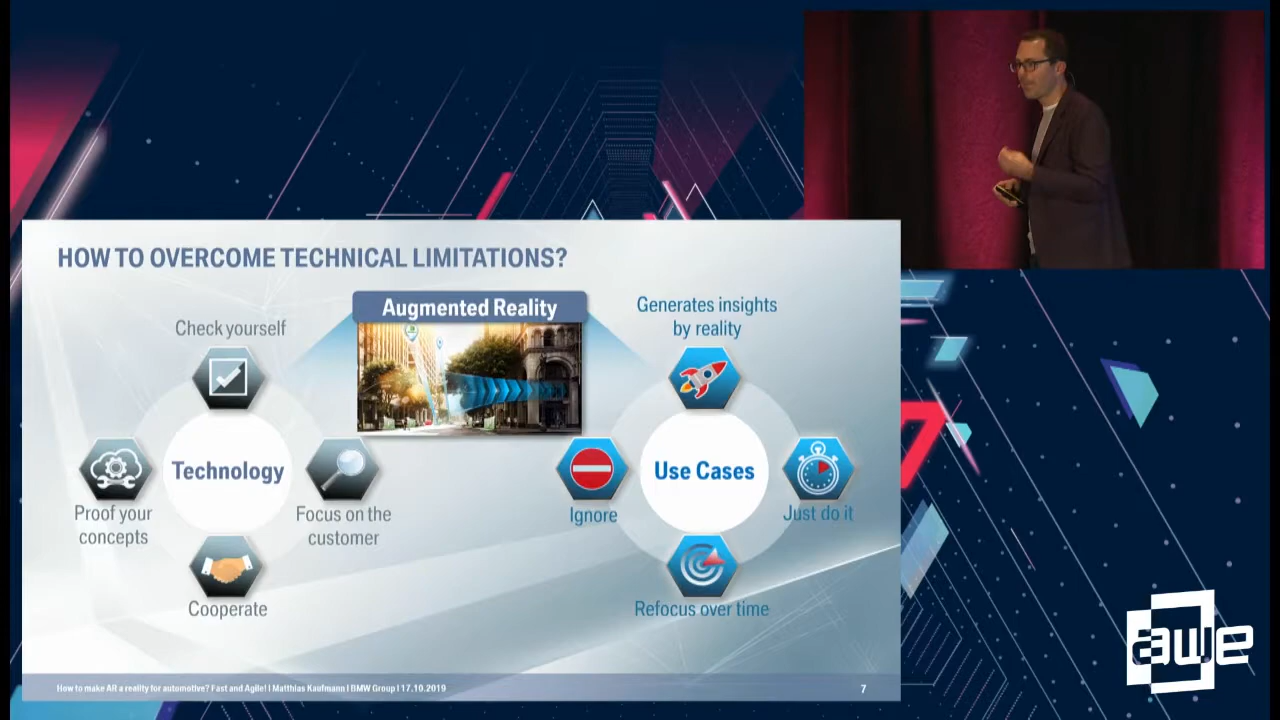 HOW TO OVERCOME TECHNICAL LIMITATIONS?
Augmented Reality
Check yourself
Technology
Proof your
concepts
Focus on the
customer
Cooperate
Generates insights
by reality
Use Cases
Ignore
Just do it
Refocus over time
How to make AR a reality for automotive? Fast and Agile! I Matthias Kaufmann I BMW Group I 17.10.2019
7
awe